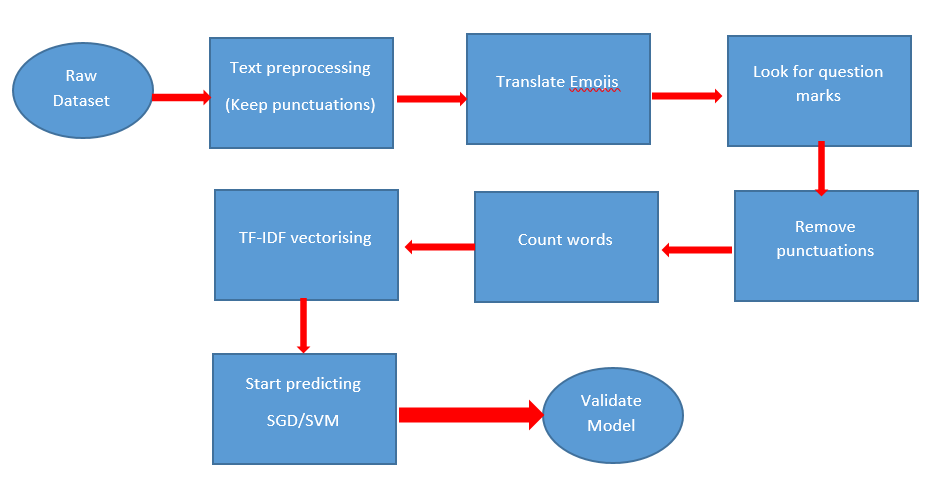 Raw
Dataset
Text preprocessing
(Keep punctuations)
Translate Emojis
Look for question
marks
Remove
punctuations
Count words
TF-IDF vectorising
Start predicting
SGD/SVM
Validate
Model